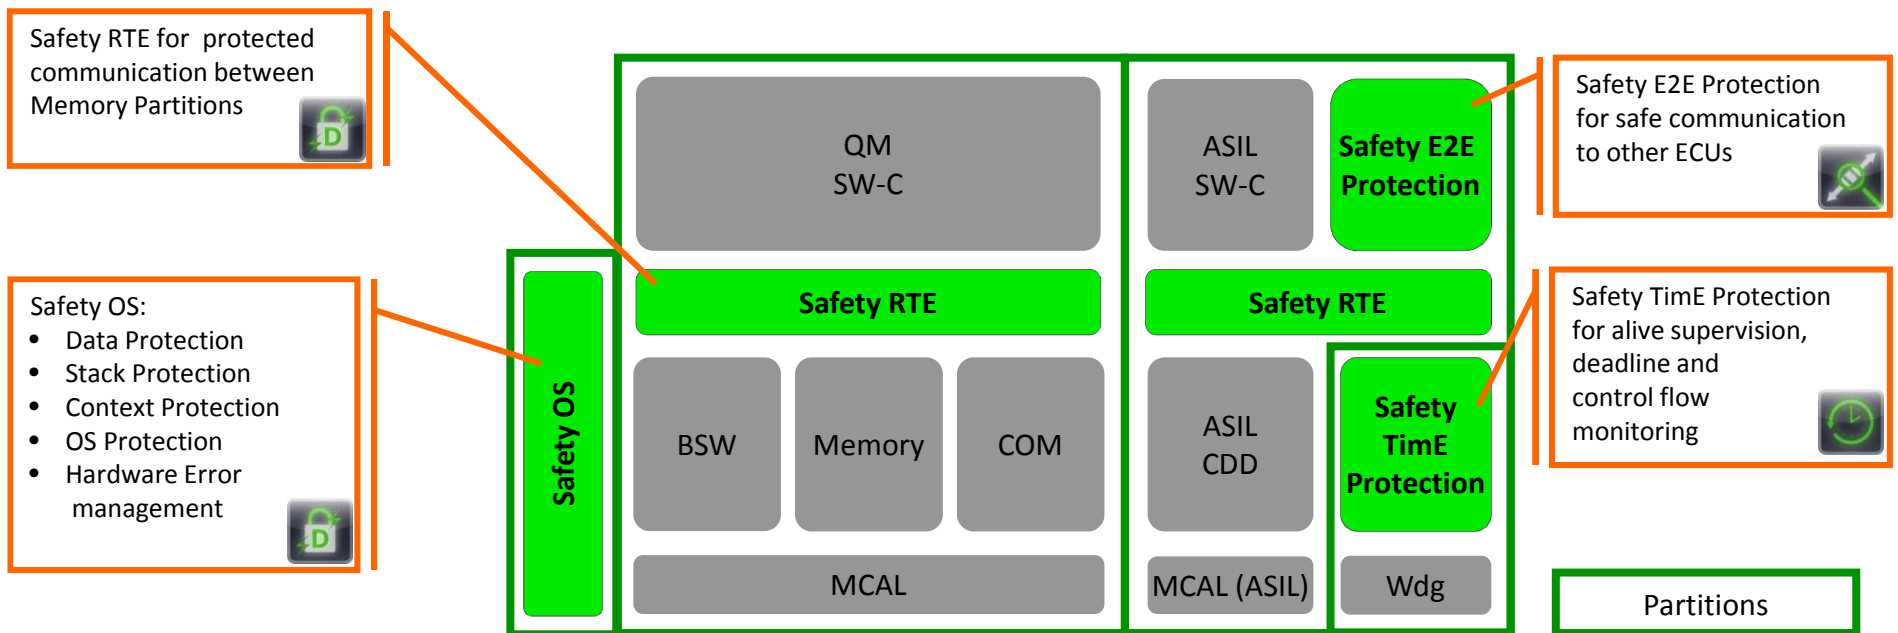 Safety RTE for protected
communication between
Memory Partitions
D
Safety OS:
• Data Protection
• Stack Protection
• Context Protection
• OS Protection
• Hardware Error
management
D
Safety OS
QM
SW-C
Safety RTE
BSW
Memory
COM
MCAL
ASIL
SW-C
Safety E2E
Protection
Safety RTE
ASIL
CDD
Safety
TimE
Protection
MCAL (ASIL)
Wdg
Safety E2E Protection
for safe communication
to other ECUs
Safety TimE Protection
for alive supervision,
deadline and
control flow
monitoring
Partitions